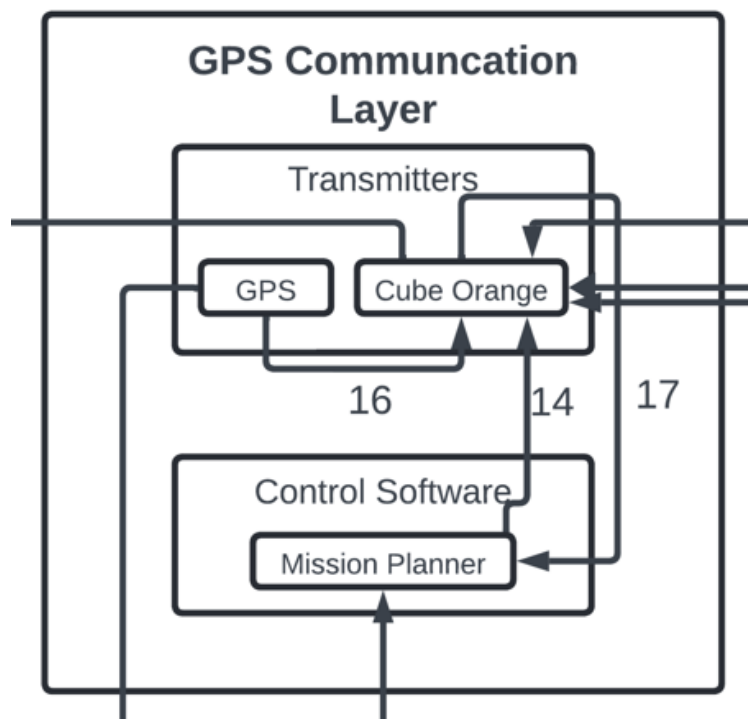 GPS Communcation
Layer
Transmitters
GPS
Cube Orange
16
14
17
Control Software
Mission Planner